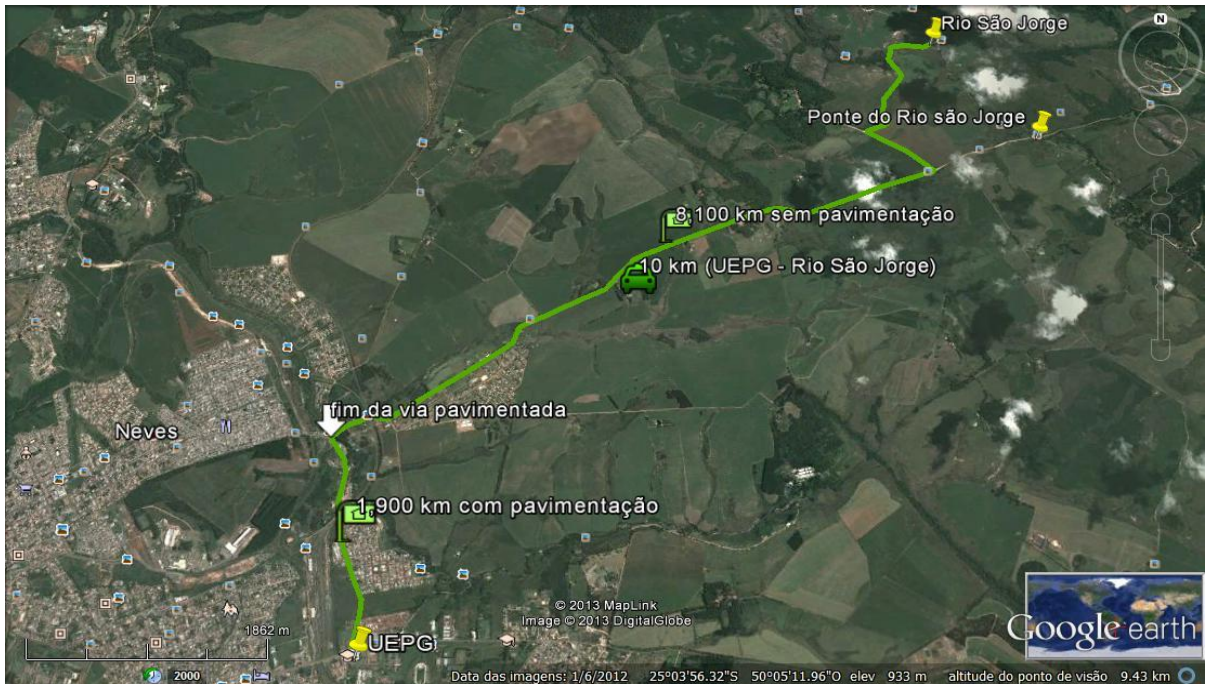 N
Rio São Jorge
Ponte do Rio são Jorge
8,100 km sem pavimentação
10 km (UEPG - Rio São Jorge)
fim da via pavimentada
Neves
1,900 km com pavimentação
© 2013 MapLink
Image © 2013 DigitalGlobe
1862 m
UEPG
Google earth
2000
Data das imagens: 1/6/2012 25°03'56.32"S 50°05'11.96"O elev 933 m altitude do ponto de visão 9.43 km